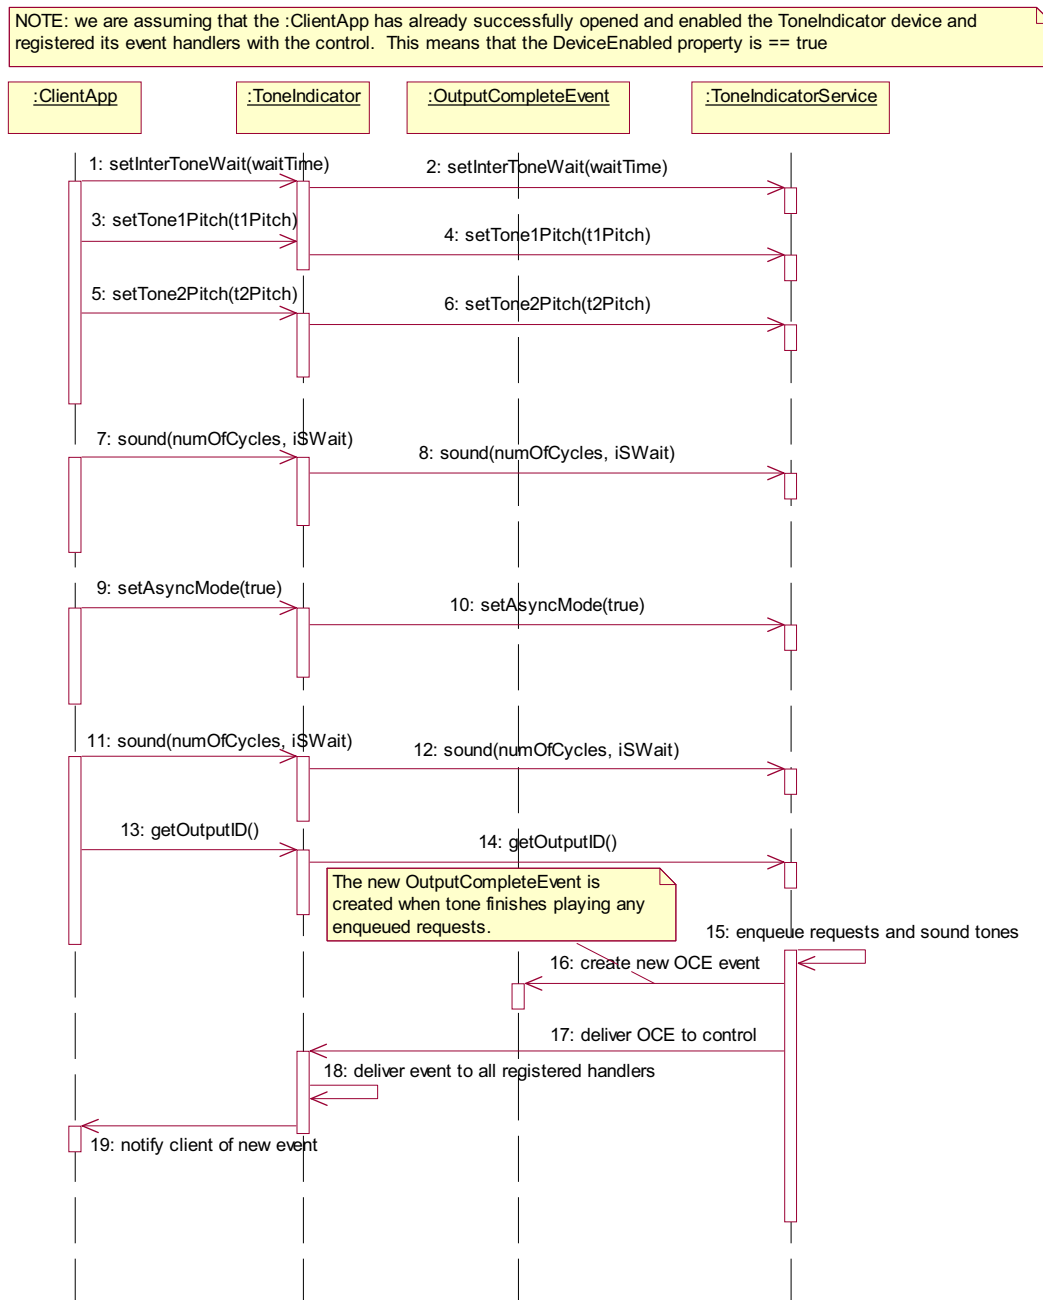 NOTE: we are assuming that the :ClientApp has already successfully opened and enabled the ToneIndicator device and
registered its event handlers with the control. This means that the DeviceEnabled property is == true
:ClientApp
:ToneIndicator
:OutputCompleteEvent
:ToneIndicatorService
1: setInterToneWait(waitTime)
2: setInterToneWait(waitTime)
3: setTone1Pitch(t1Pitch)
4: setTone1Pitch(t1Pitch)
5: setTone2Pitch(t2Pitch)
6: setTone2Pitch(t2Pitch)
7: sound(numOfCycles, iSWait)
8: sound(numOfCycles, iSWait)
9: setAsyncMode(true)
10: setAsyncMode(true)
11: sound(numOfCycles, iSWait)
12: sound(numOfCycles, iSWait)
13: getOutputID()
14: getOutputID()
The new OutputCompleteEvent is
created when tone finishes playing any
enqueued requests.
15: enqueue requests and sound tones
16: create new OCE event
17: deliver OCE to control
18: deliver event to all registered handlers
19: notify client of new event